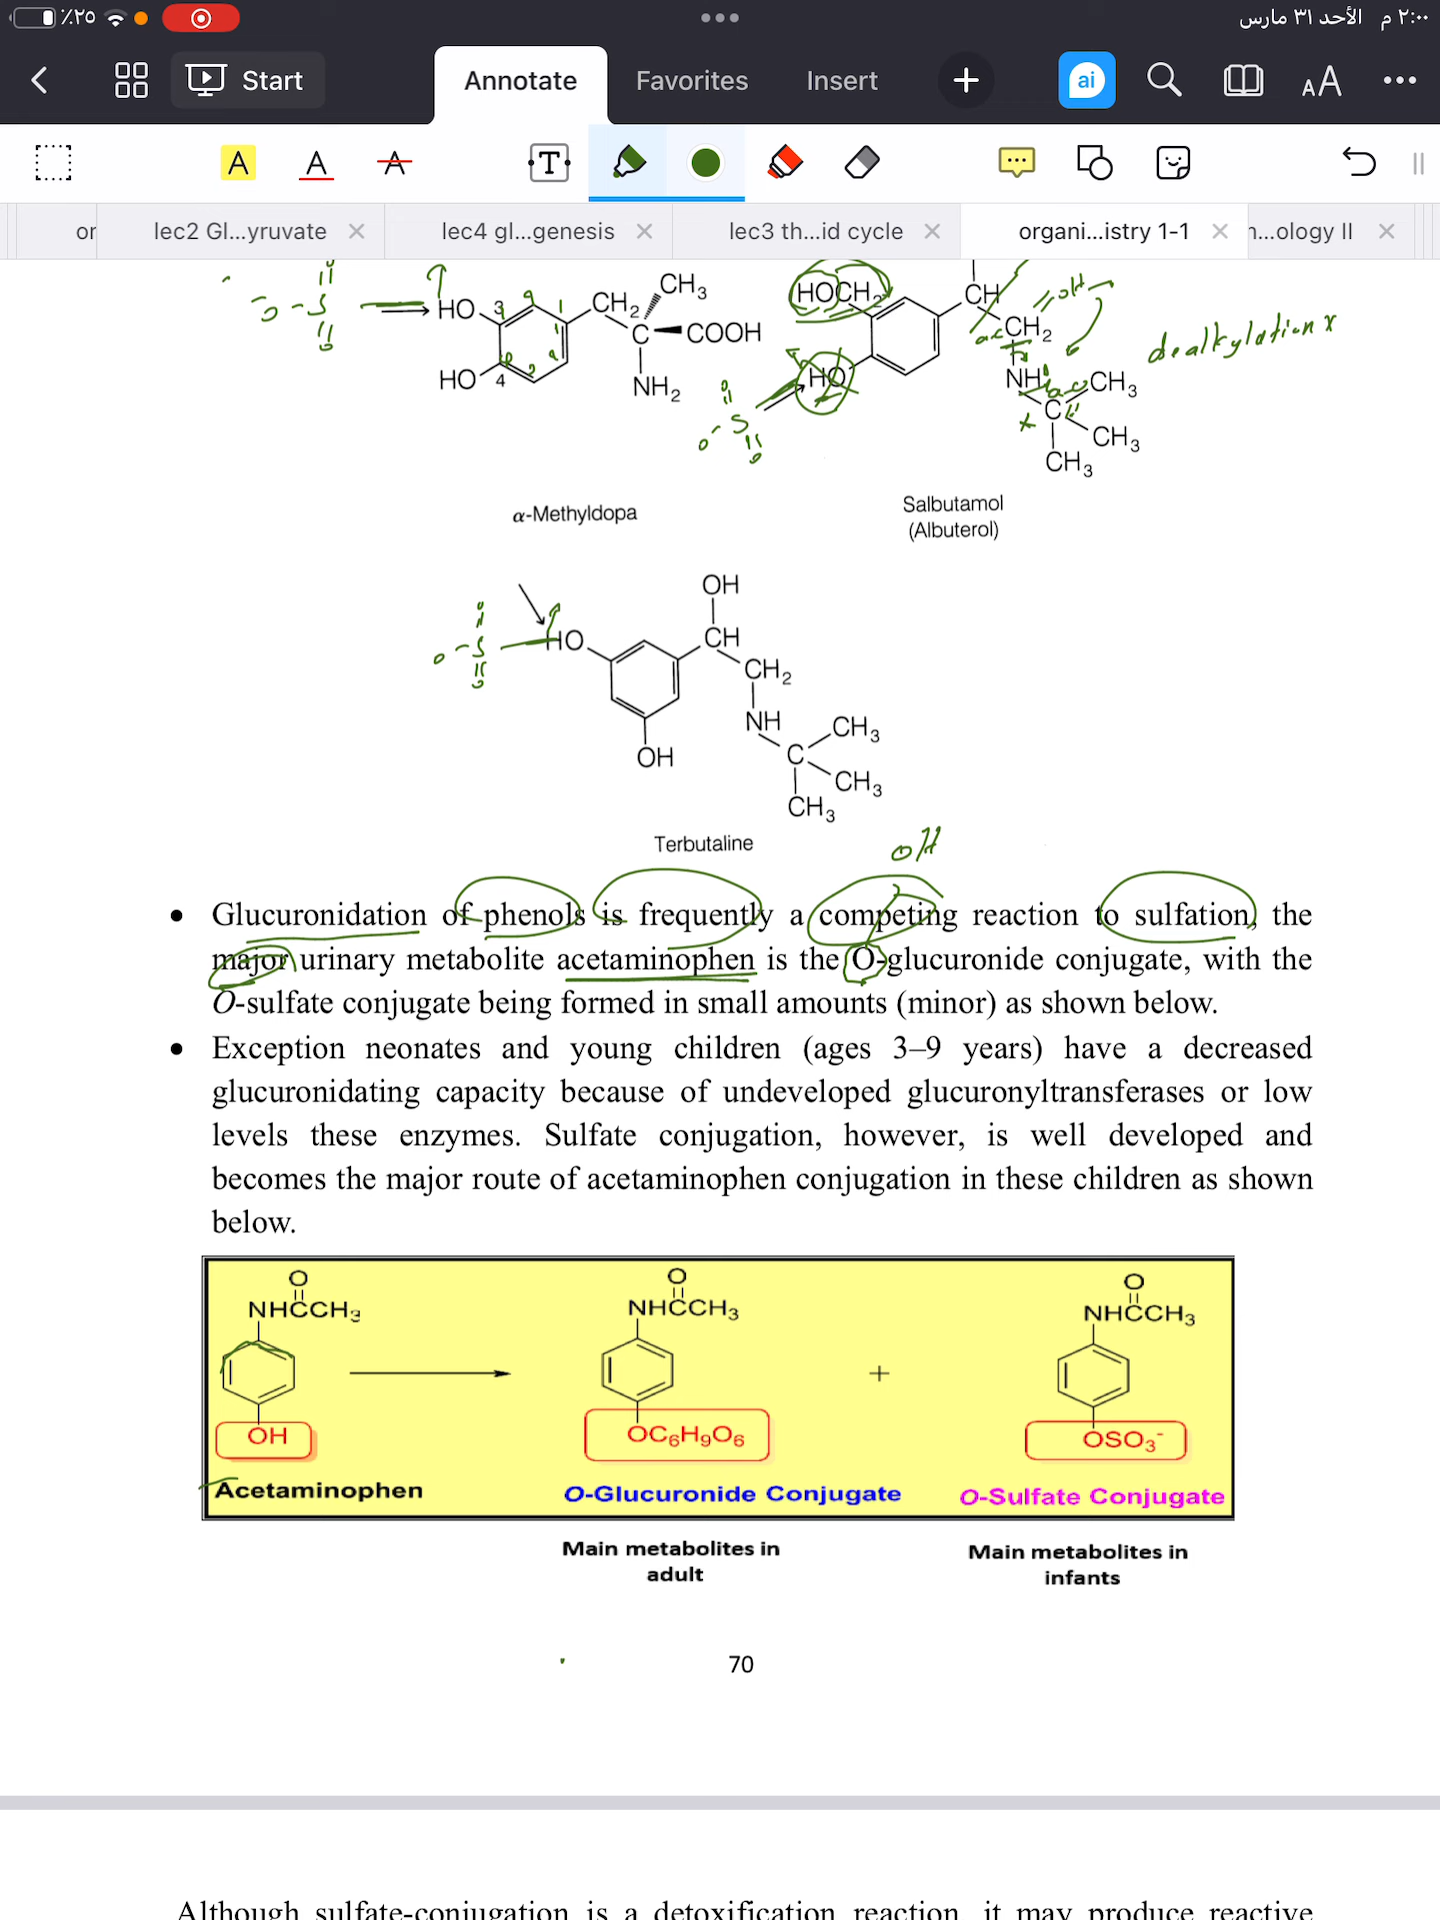 ٪٢٥
٢:٠٠ م الأحد ٣١ مارس
Start Annotate Favorites Insert ai AA
A A A T
or lec2 Gl...yruvate lec4 gl...genesis lec3 th...id cycle organi...istry 1-1 ...ology II
HO 3 CH2 CH3 C COOH
HO 4 NH2
HOCH2 CH CH2
HO NH CH3
C CH3
CH3
dealkylation x
α-Methyldopa
Salbutamol
(Albuterol)
OH
HO CH
CH2
NH CH3
OH C
CH3
CH3
Terbutaline
OH
• Glucuronidation of phenols is frequently a competing reaction to sulfation, the
major urinary metabolite acetaminophen is the O-glucuronide conjugate, with the
O-sulfate conjugate being formed in small amounts (minor) as shown below.
• Exception neonates and young children (ages 3–9 years) have a decreased
glucuronidating capacity because of undeveloped glucuronyltransferases or low
levels these enzymes. Sulfate conjugation, however, is well developed and
becomes the major route of acetaminophen conjugation in these children as shown
below.
O O O
NHCCH3 NHCCH3 NHCCH3
+
OH OC6H9O6 OSO3-
Acetaminophen O-Glucuronide Conjugate O-Sulfate Conjugate
Main metabolites in
adult
Main metabolites in
infants
70
Although sulfate-conjugation is a detoxification reaction, it may produce reactive